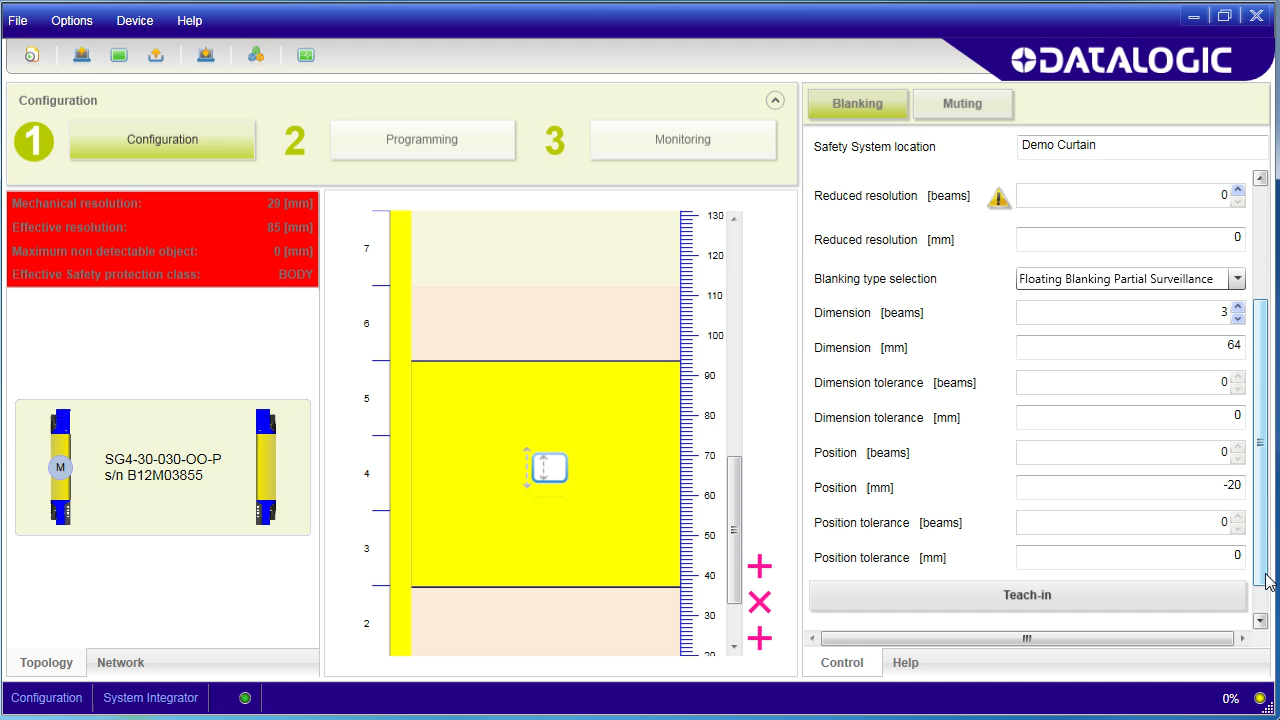 File Options Device Help
DATALOGIC
Configuration
1 Configuration 2 Programming 3 Monitoring
Mechanical resolution: 29 [mm]
Effective resolution: 85 [mm]
Maximum non detectable object: 0 [mm]
Effective Safety protection class: BODY
M
SG4-30-030-OO-P
s/n B12M03855
Topology Network
7
6
5
4
3
2
130
120
110
100
90
80
70
60
50
40
30
20
Blanking Muting
Safety System location Demo Curtain
Reduced resolution [beams] 0
Reduced resolution [mm] 0
Blanking type selection Floating Blanking Partial Surveillance
Dimension [beams] 3
Dimension [mm] 64
Dimension tolerance [beams] 0
Dimension tolerance [mm] 0
Position [beams] 0
Position [mm] -20
Position tolerance [beams] 0
Position tolerance [mm] 0
Teach-in
Control Help
Configuration System Integrator 0%